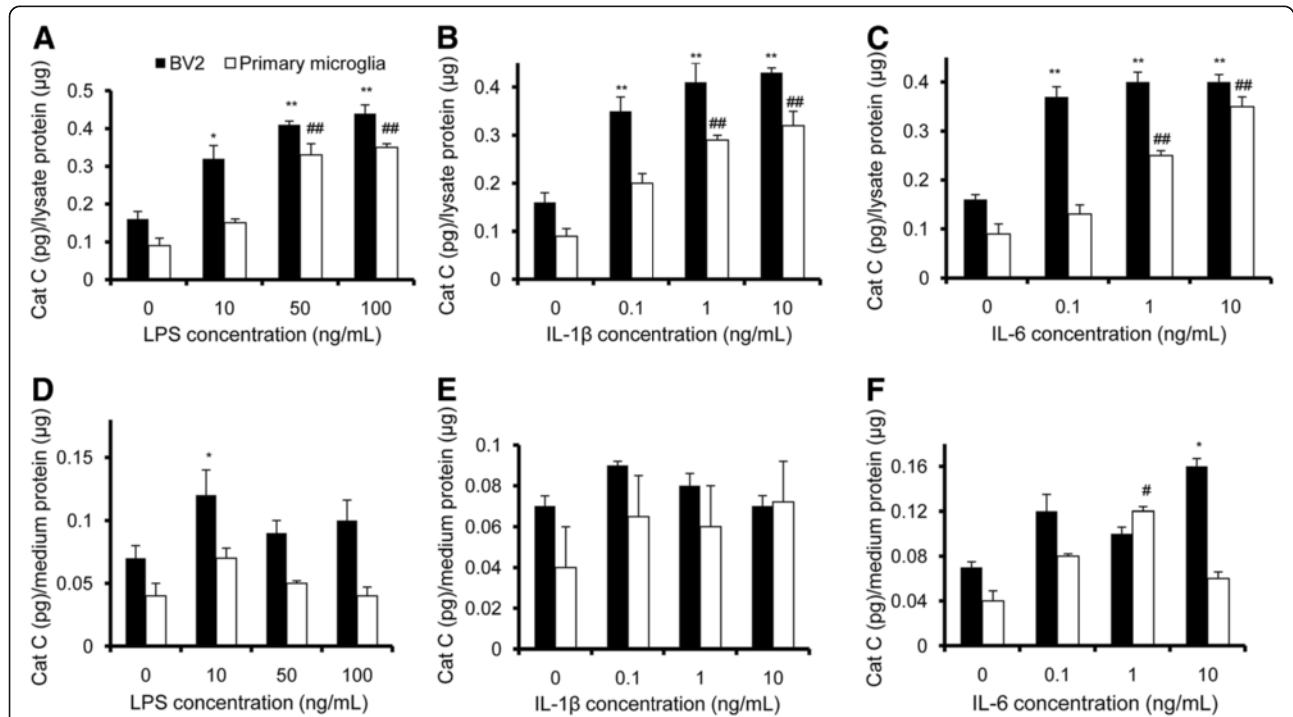 A
BV2 Primary microglia
Cat C (pg)/lysate protein (μg)
0.5
0.4
0.3
0.2
0.1
0
* ** **
## ##
0 10 50 100
LPS concentration (ng/mL)
B
Cat C (pg)/lysate protein (μg)
0.4
0.3
0.2
0.1
0
** ** **
## ##
0 0.1 1 10
IL-1β concentration (ng/mL)
C
Cat C (pg)/lysate protein (μg)
0.4
0.3
0.2
0.1
0
** ** **
## ##
0 0.1 1 10
IL-6 concentration (ng/mL)
D
Cat C (pg)/medium protein (μg)
0.15
0.1
0.05
0
*
0 10 50 100
LPS concentration (ng/mL)
E
Cat C (pg)/medium protein (μg)
0.1
0.08
0.06
0.04
0.02
0
0 0.1 1 10
IL-1β concentration (ng/mL)
F
Cat C (pg)/medium protein (μg)
0.16
0.12
0.08
0.04
0
# *
0 0.1 1 10
IL-6 concentration (ng/mL)